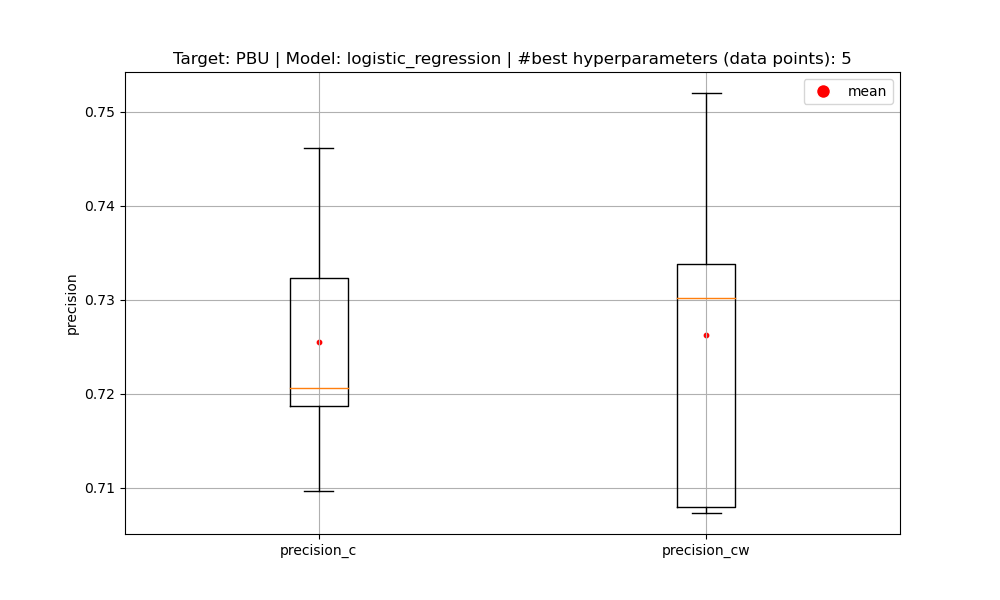 Target: PBU | Model: logistic_regression | #best hyperparameters (data points): 5
mean
0.75
0.74
0.73
0.72
0.71
precision
precision_c
precision_cw